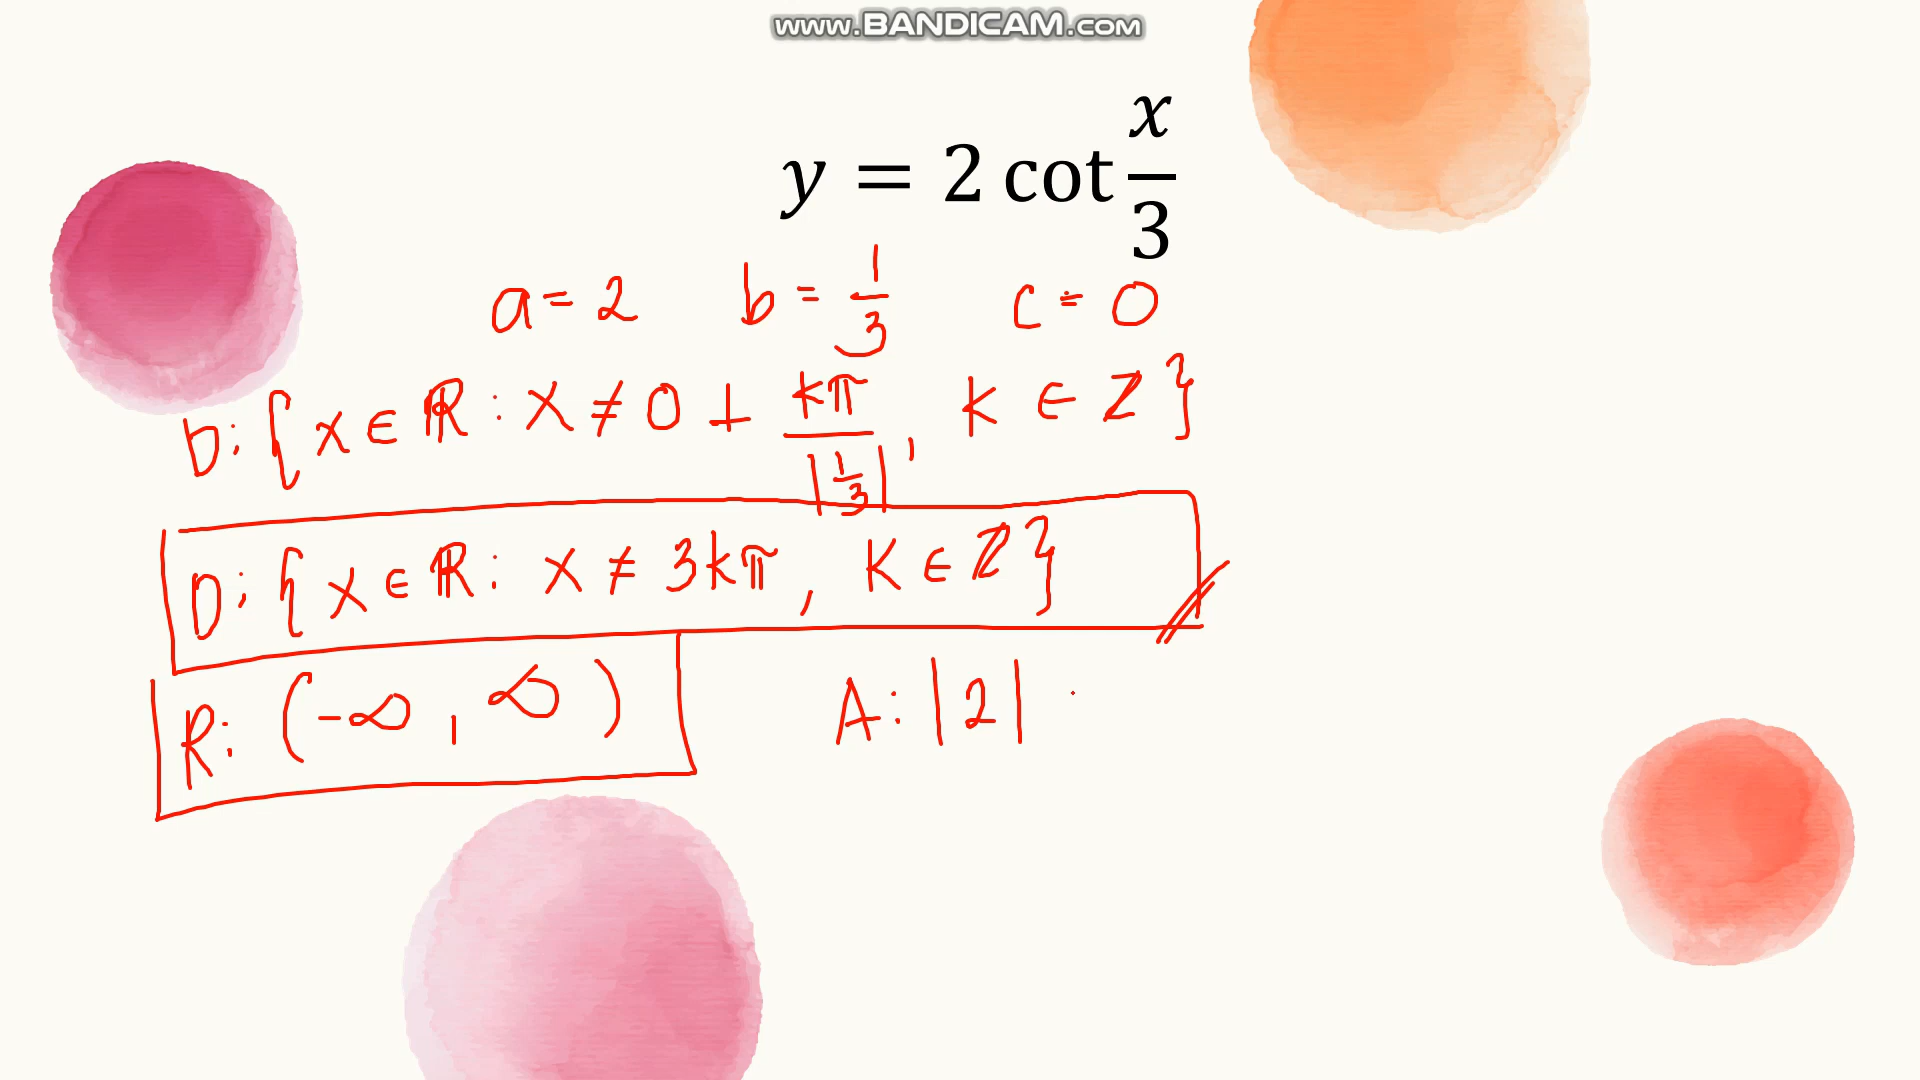 www.BANDICAM.com
y = 2 cot x/3
a = 2 b = 1/3 c = 0
D: {x ∈ ℝ : x ≠ 0 + kπ/|1/3|, k ∈ ℤ}
D: {x ∈ ℝ : x ≠ 3kπ, k ∈ ℤ}
R: (-∞, ∞) A: |2|